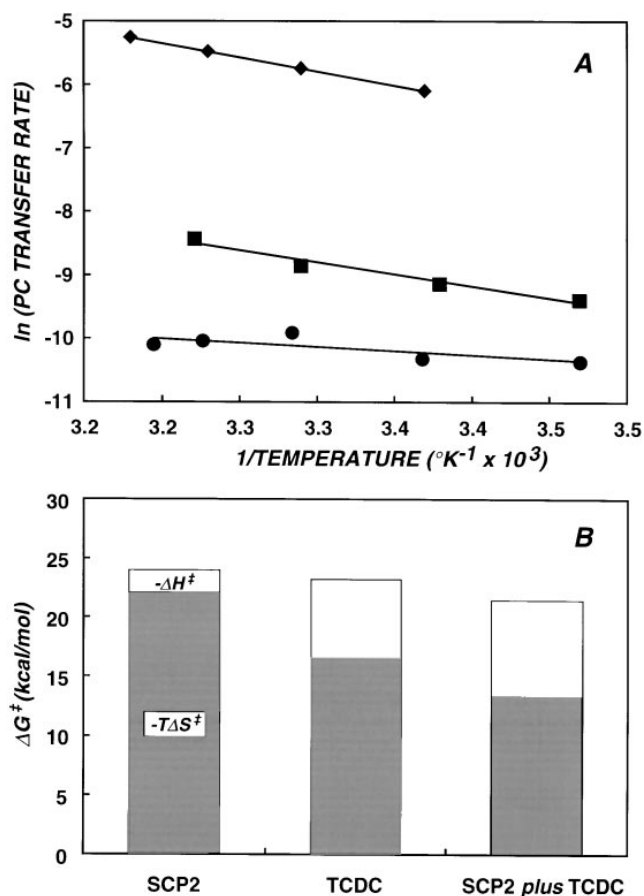 -5
A
-6
-7
-8
-9
-10
-11
ln (PC TRANSFER RATE)
3.2 3.2 3.3 3.3 3.4 3.4 3.5 3.5
1/TEMPERATURE (°K-1 x 103)
30
B
25
-ΔH‡
20
15
-TΔS‡
10
5
0
ΔG‡ (kcal/mol)
SCP2 TCDC SCP2 plus TCDC